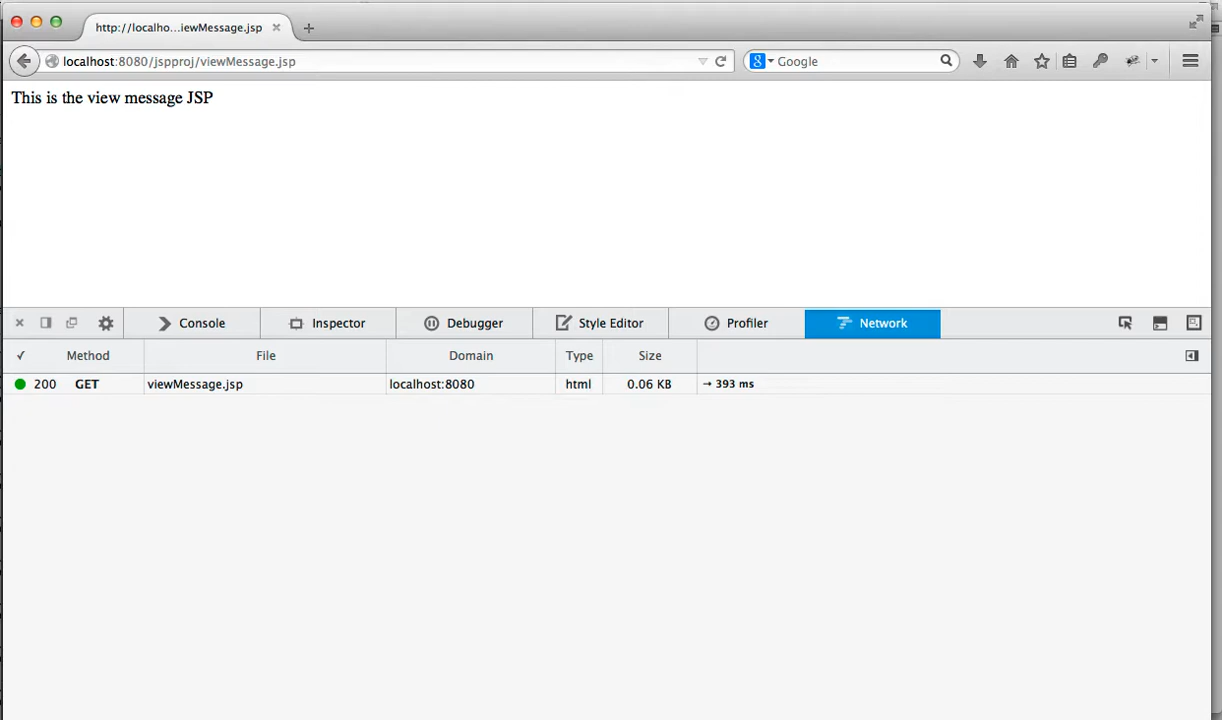 http://localho...iewMessage.jsp
localhost:8080/jspproj/viewMessage.jsp
Google
This is the view message JSP
Console Inspector Debugger Style Editor Profiler Network
✓ Method File Domain Type Size
200 GET viewMessage.jsp localhost:8080 html 0.06 KB → 393 ms